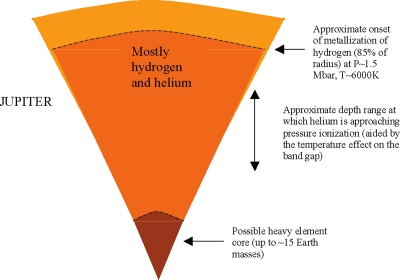 Approximate onset
of metallization of
hydrogen (85% of
radius) at P~1.5
Mbar, T~6000K
Mostly
hydrogen
and helium
JUPITER
Approximate depth range at
which helium is approaching
pressure ionization (aided by
the temperature effect on the
band gap)
Possible heavy element
core (up to ~15 Earth
masses)